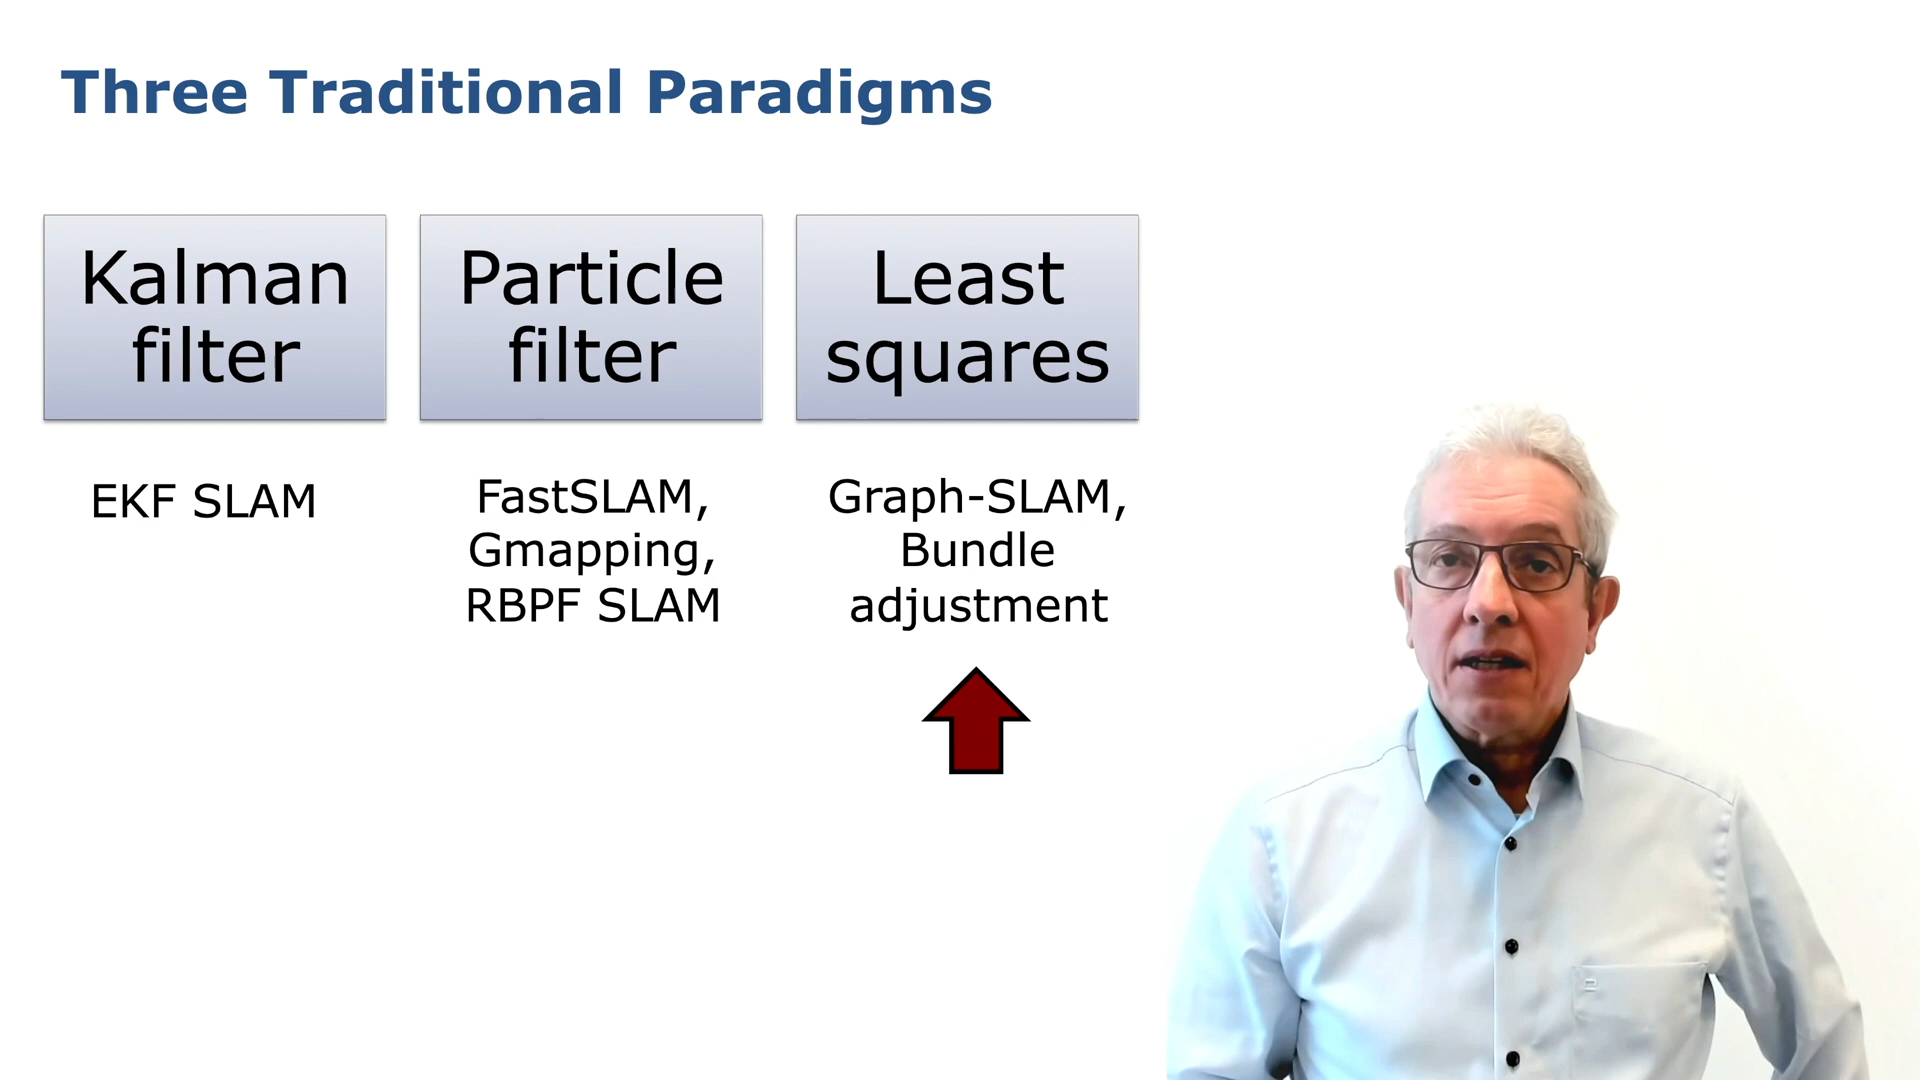 Three Traditional Paradigms
Kalman
filter
Particle
filter
Least
squares
EKF SLAM
FastSLAM,
Gmapping,
RBPF SLAM
Graph-SLAM,
Bundle
adjustment